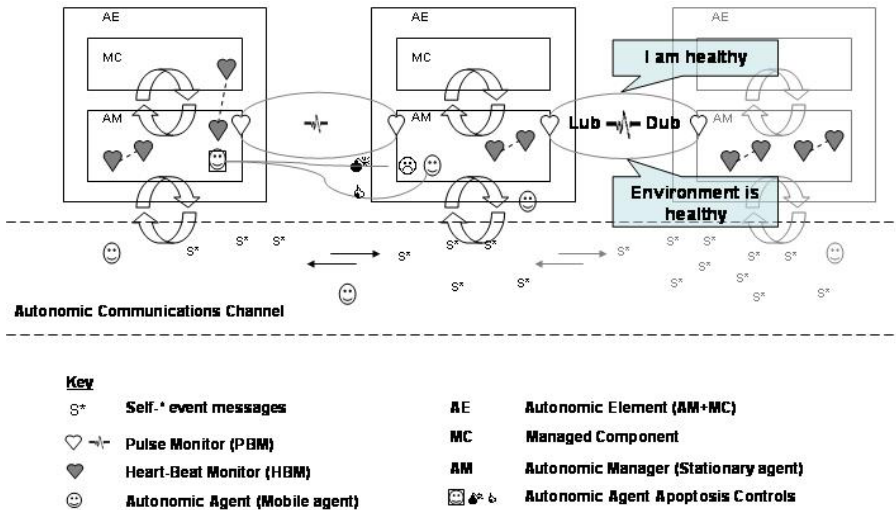 AE
AE
AE
MC
MC
I am healthy
AM
AM
AM
Lub
Dub
Environment is
healthy
S* S* S*
S* S* S* S* S* S* S* S*
S* S* S* S* S* S*
S* S* S*
Autonomic Communications Channel
Key
S* Self-* event messages
Pulse Monitor (PBM)
Heart-Beat Monitor (HBM)
Autonomic Agent (Mobile agent)
AE Autonomic Element (AM+MC)
MC Managed Component
AM Autonomic Manager (Stationary agent)
Autonomic Agent Apoptosis Controls